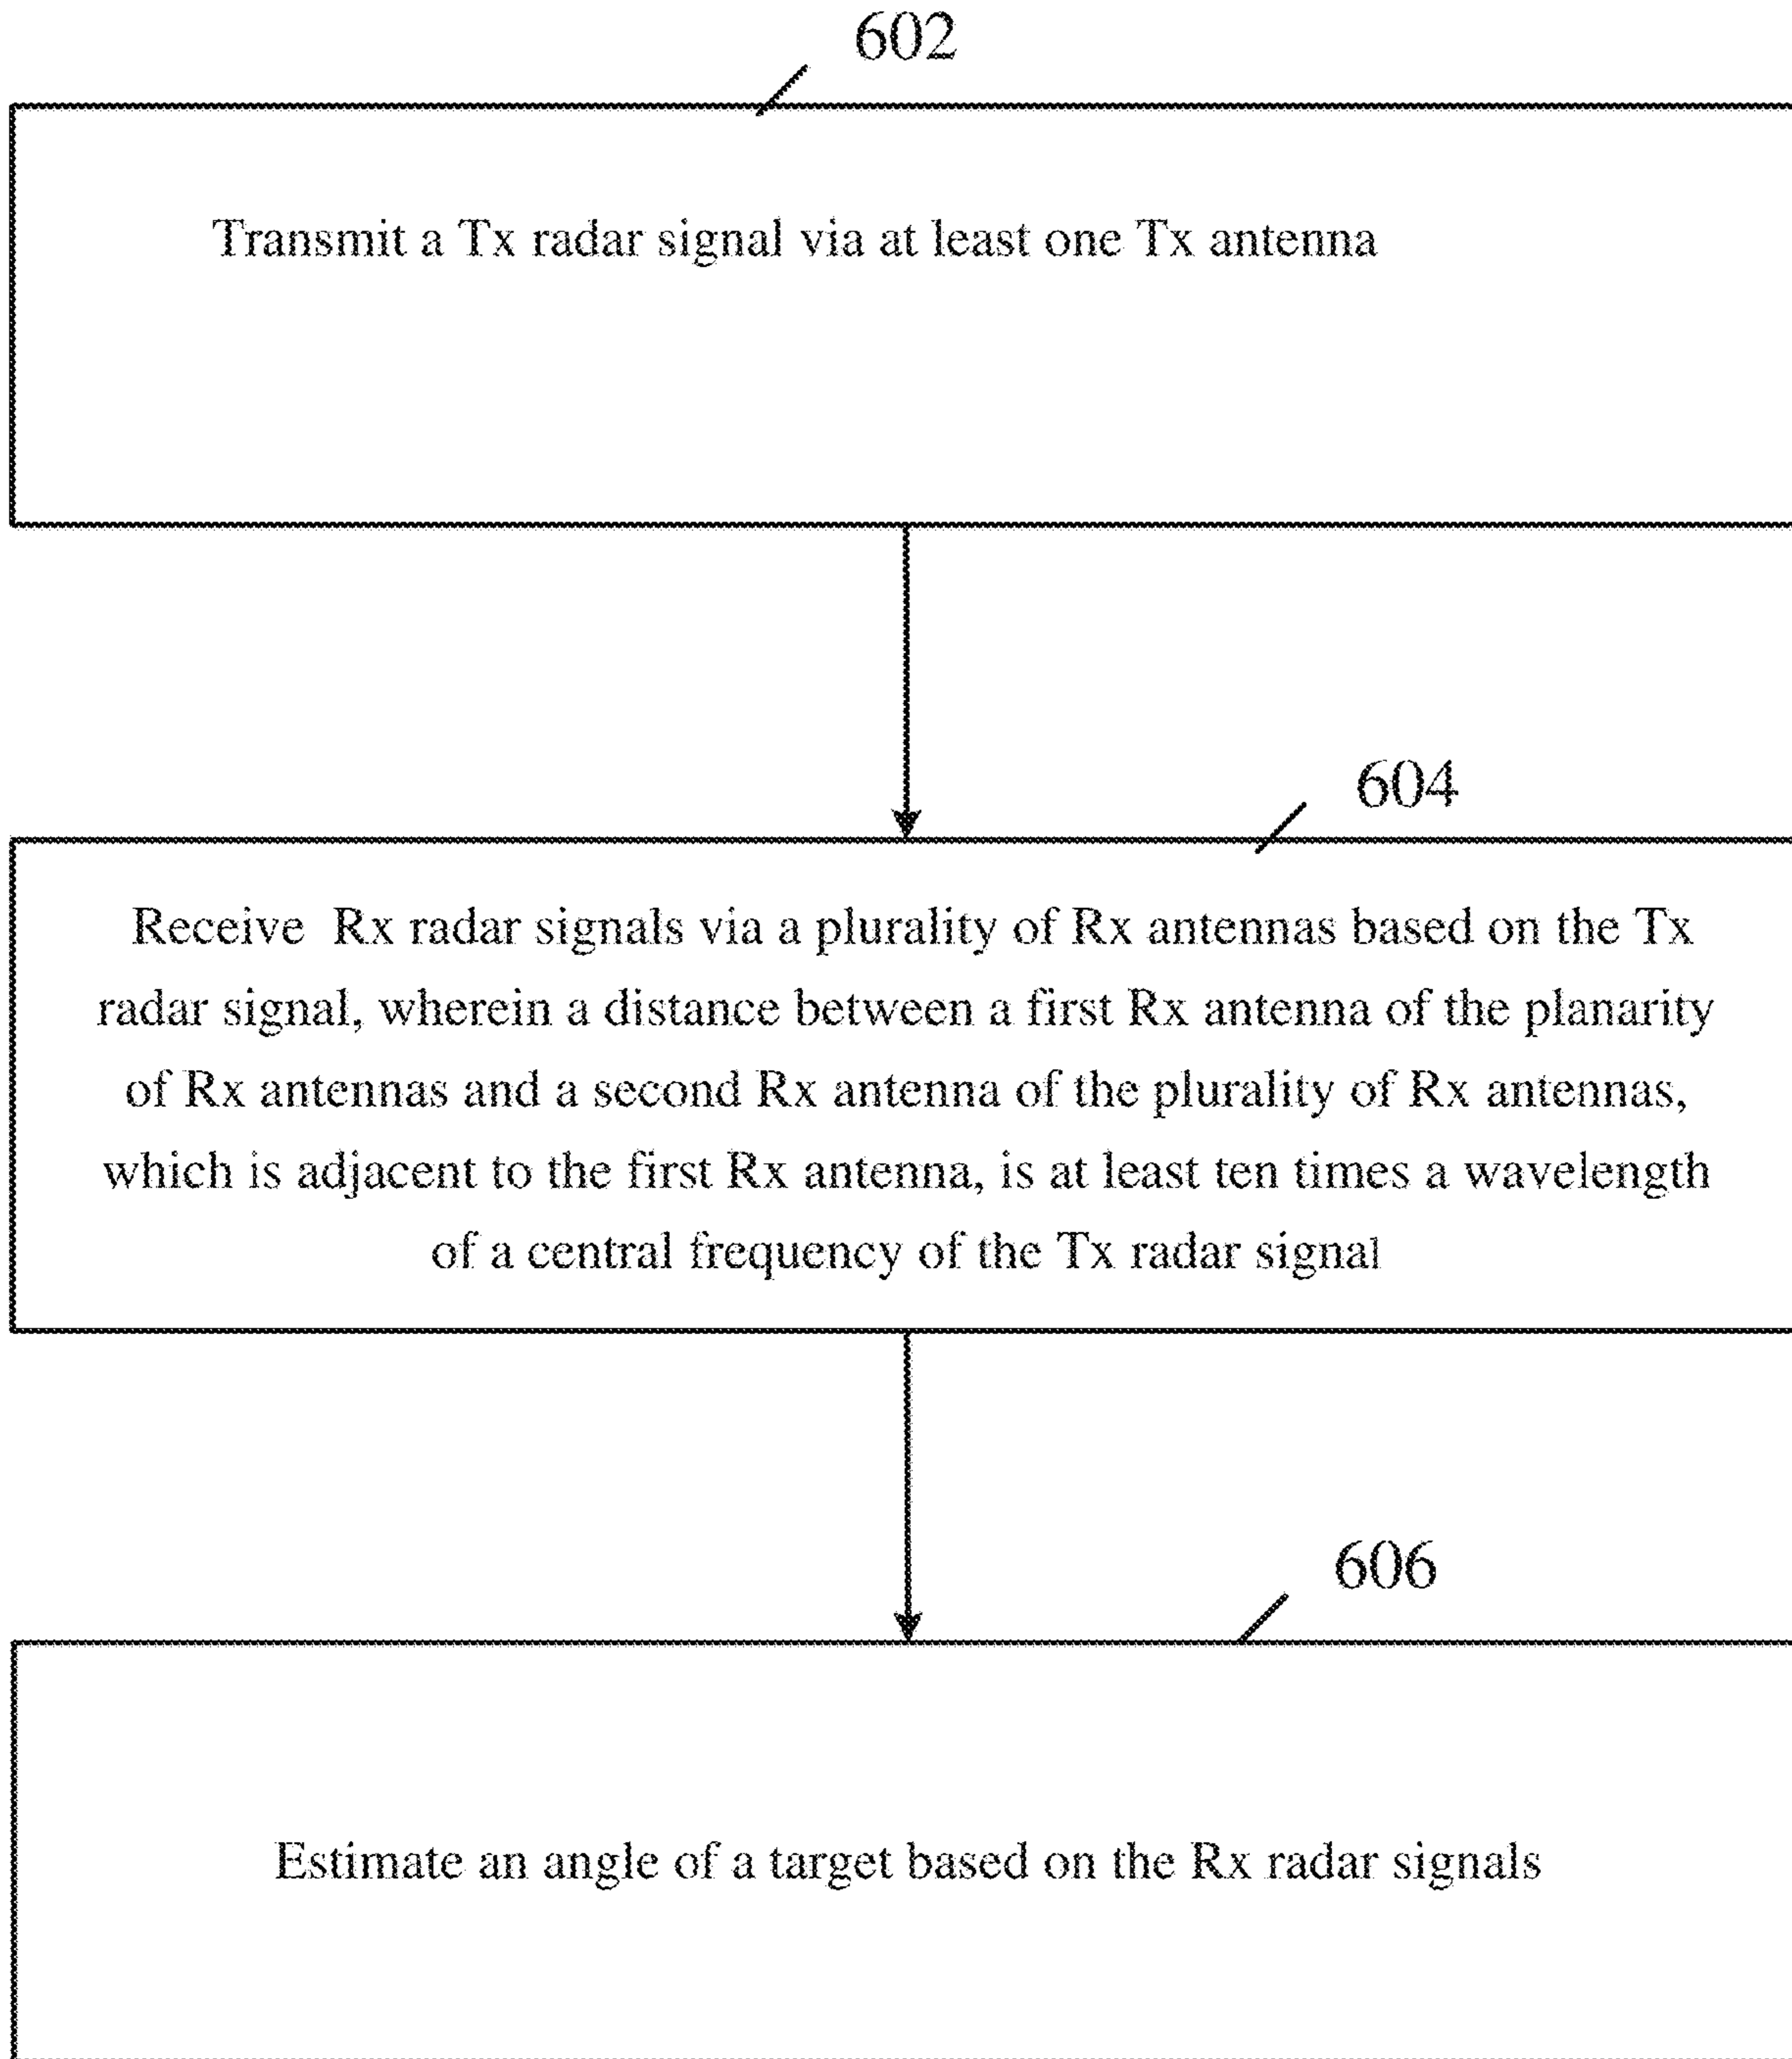 602
Transmit a Tx radar signal via at least one Tx antenna
604
Receive Rx radar signals via a plurality of Rx antennas based on the Tx
radar signal, wherein a distance between a first Rx antenna of the planarity
of Rx antennas and a second Rx antenna of the plurality of Rx antennas,
which is adjacent to the first Rx antenna, is at least ten times a wavelength
of a central frequency of the Tx radar signal
606
Estimate an angle of a target based on the Rx radar signals